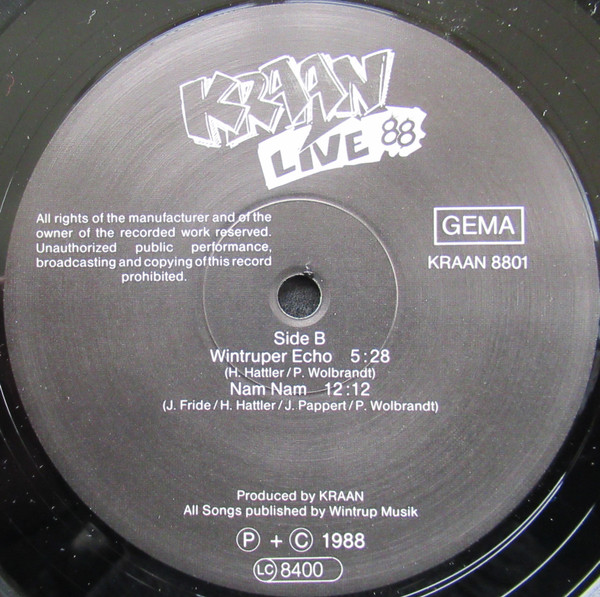 KRAAN
LIVE 88
All rights of the manufacturer and of the
owner of the recorded work reserved.
Unauthorized public performance,
broadcasting and copying of this record
prohibited.
GEMA
KRAAN 8801
Side B
Wintruper Echo 5:28
(H. Hattler/P. Wolbrandt)
Nam Nam 12:12
(J. Fride/H. Hattler/J. Pappert/P. Wolbrandt)
Produced by KRAAN
All Songs published by Wintrup Musik
Ⓟ + Ⓒ 1988
LC 8400